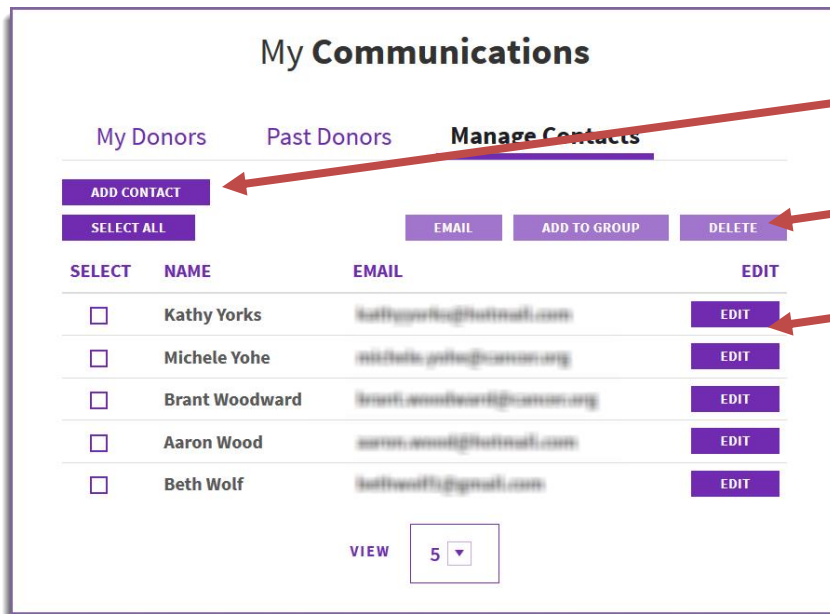 My Communications
My Donors Past Donors Manage Contacts
ADD CONTACT
SELECT ALL EMAIL ADD TO GROUP DELETE
SELECT NAME EMAIL EDIT
Kathy Yorks EDIT
Michele Yohe EDIT
Brant Woodward EDIT
Aaron Wood EDIT
Beth Wolf EDIT
VIEW 5